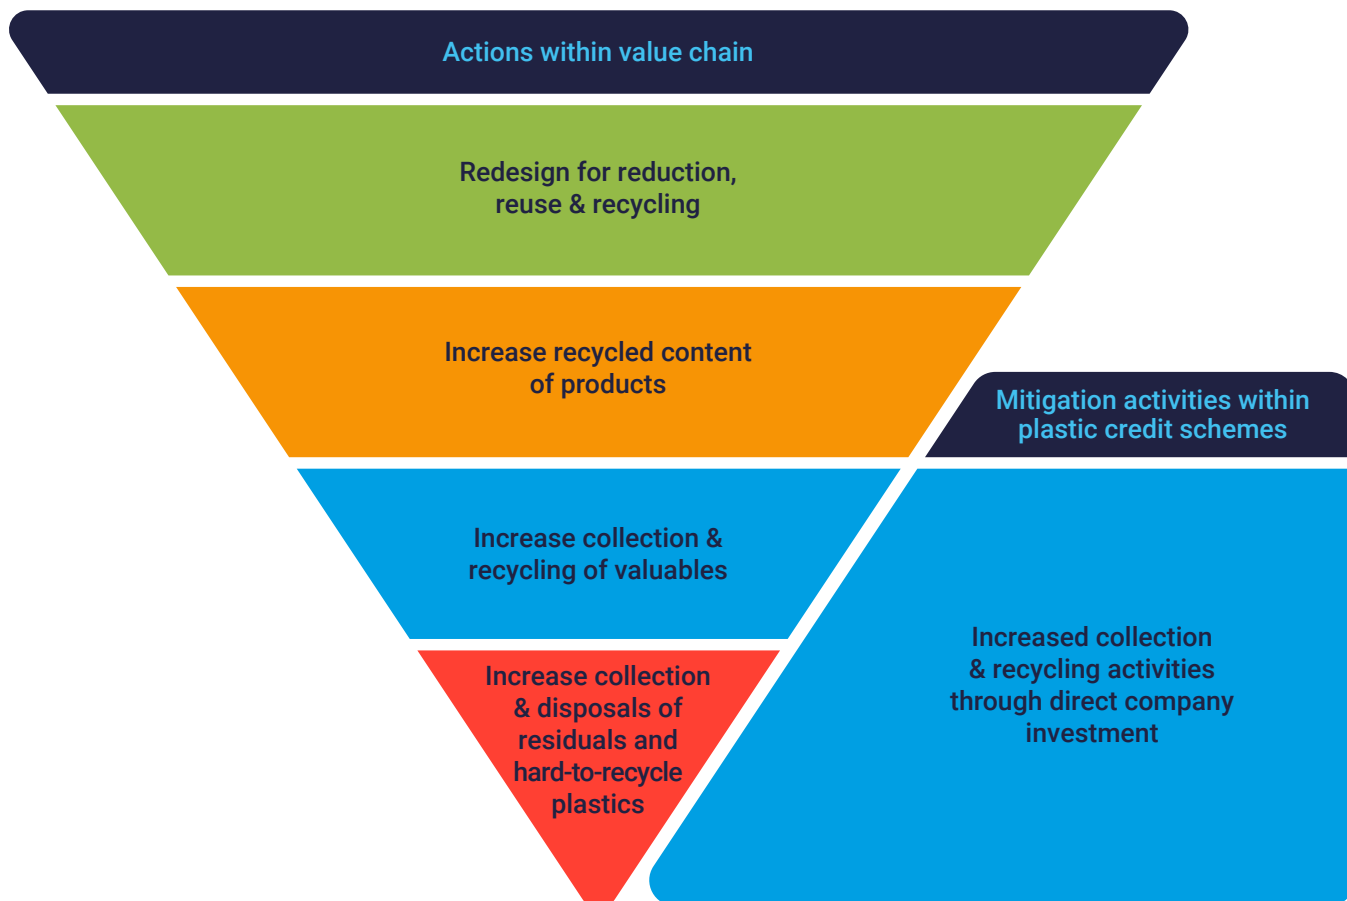 Actions within value chain
Redesign for reduction,
reuse & recycling
Increase recycled content
of products
Mitigation activities within
plastic credit schemes
Increase collection &
recycling of valuables
Increase collection
& disposals of
residuals and
hard-to-recycle
plastics
Increased collection
& recycling activities
through direct company
investment